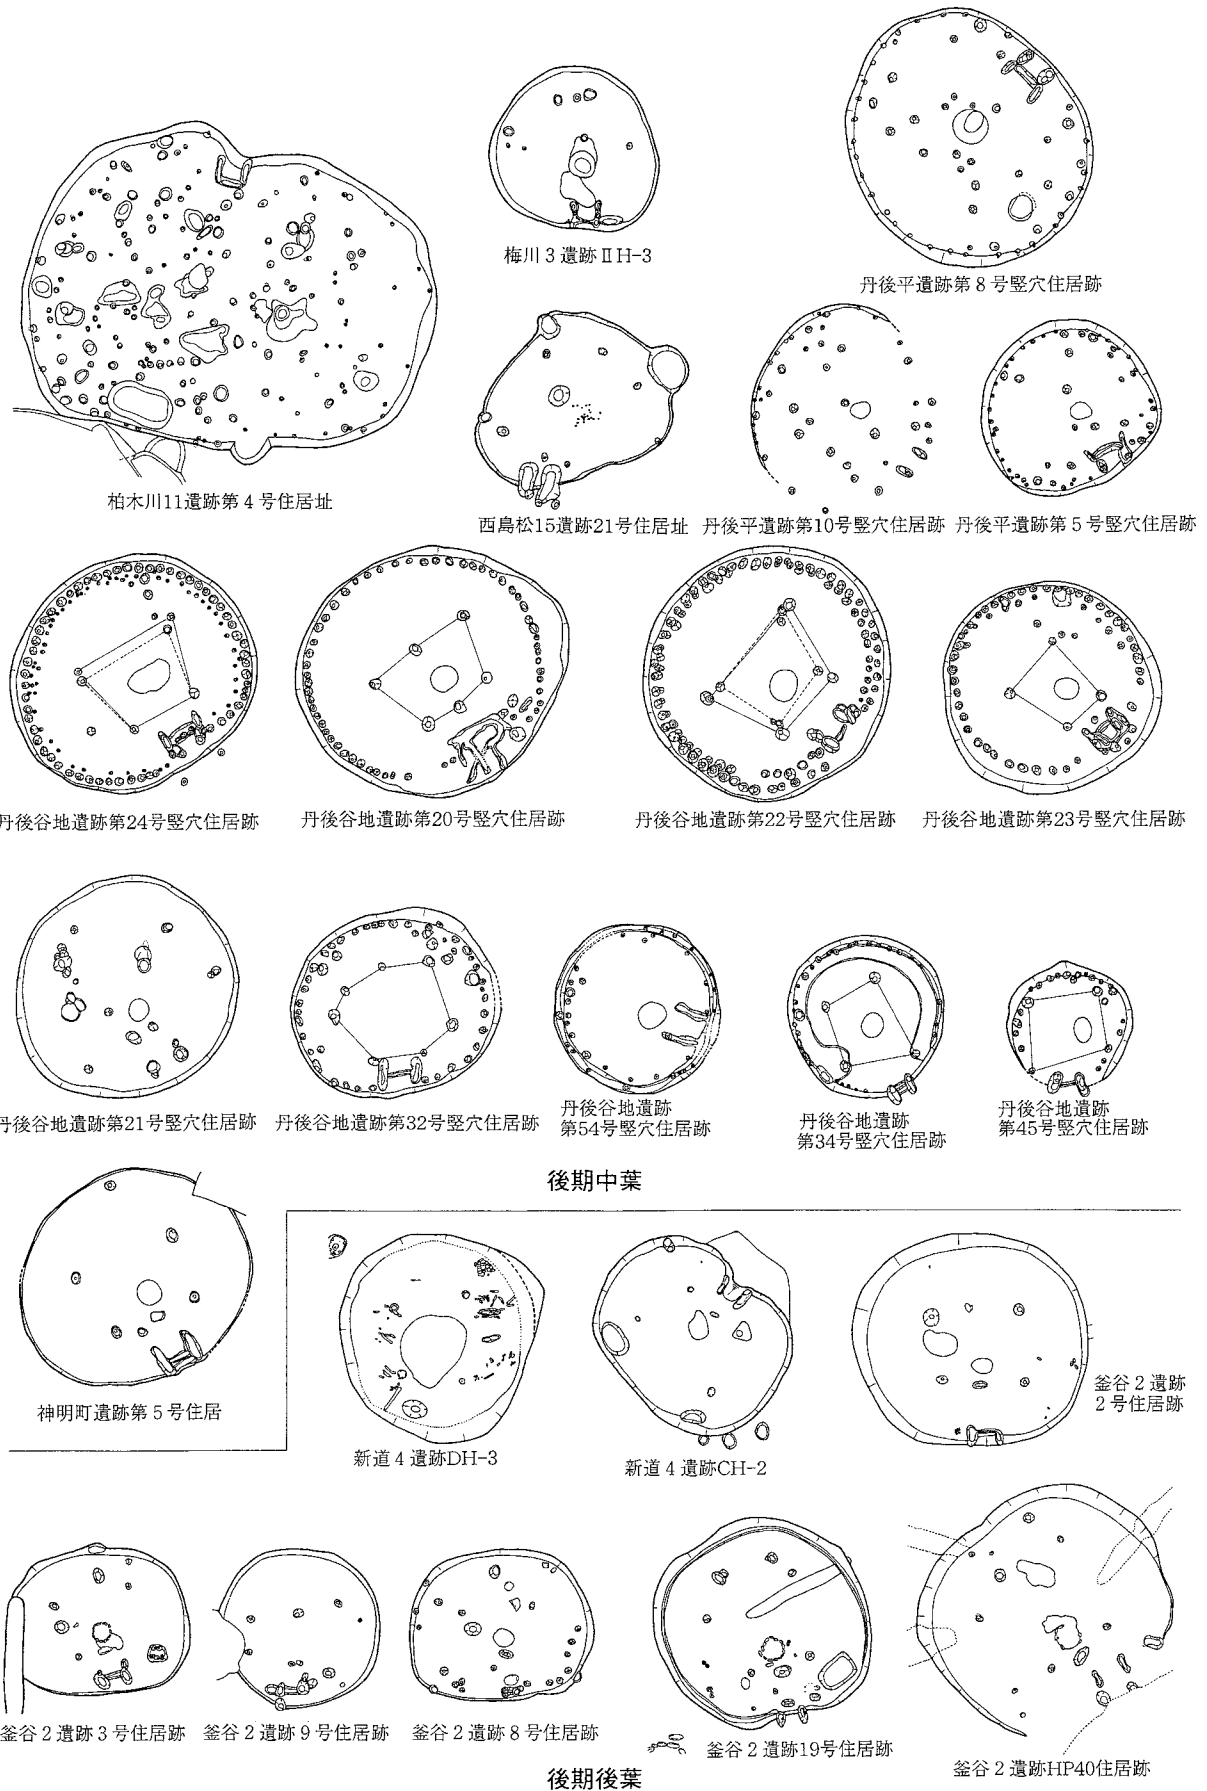 梅川3遺跡ⅡH-3
丹後平遺跡第8号竪穴住居跡
柏木川11遺跡第4号住居址
西島松15遺跡21号住居址
丹後平遺跡第10号竪穴住居跡
丹後平遺跡第5号竪穴住居跡
丹後谷地遺跡第24号竪穴住居跡
丹後谷地遺跡第20号竪穴住居跡
丹後谷地遺跡第22号竪穴住居跡
丹後谷地遺跡第23号竪穴住居跡
丹後谷地遺跡第21号竪穴住居跡
丹後谷地遺跡第32号竪穴住居跡
丹後谷地遺跡
第54号竪穴住居跡
丹後谷地遺跡
第34号竪穴住居跡
丹後谷地遺跡
第45号竪穴住居跡
後期中葉
神明町遺跡第5号住居
新道4遺跡DH-3
新道4遺跡CH-2
釜谷2遺跡
2号住居跡
釜谷2遺跡3号住居跡
釜谷2遺跡9号住居跡
釜谷2遺跡8号住居跡
釜谷2遺跡19号住居跡
釜谷2遺跡HP40住居跡
後期後葉